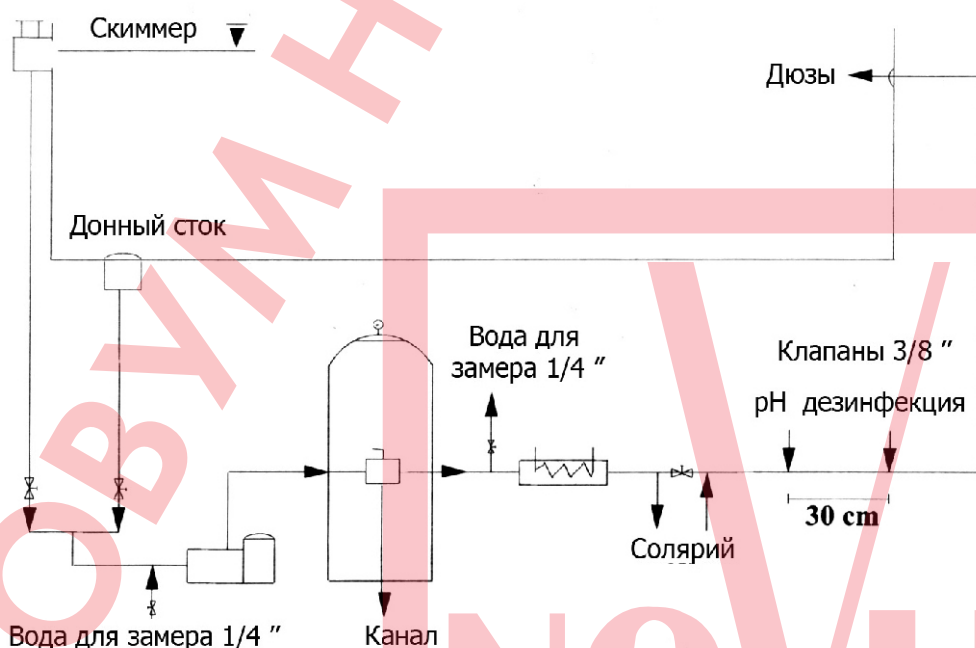 Скиммер
Дюзы
Донный сток
Вода для
замера 1/4 ″
Клапаны 3/8 ″
pH дезинфекция
30 cm
Солярий
Вода для замера 1/4 ″
Канал
ОВУМ Н